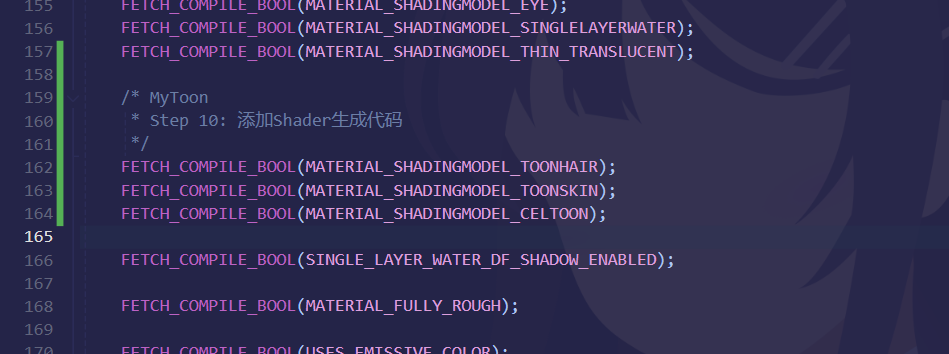 155 FETCH_COMPILE_BOOL(MATERIAL_SHADINGMODEL_EYE);
156 FETCH_COMPILE_BOOL(MATERIAL_SHADINGMODEL_SINGLELAYERWATER);
157 FETCH_COMPILE_BOOL(MATERIAL_SHADINGMODEL_THIN_TRANSLUCENT);
158
159 /* MyToon
160 * Step 10: 添加Shader生成代码
161 */
162 FETCH_COMPILE_BOOL(MATERIAL_SHADINGMODEL_TOONHAIR);
163 FETCH_COMPILE_BOOL(MATERIAL_SHADINGMODEL_TOONSKIN);
164 FETCH_COMPILE_BOOL(MATERIAL_SHADINGMODEL_CELTOON);
165
166 FETCH_COMPILE_BOOL(SINGLE_LAYER_WATER_DF_SHADOW_ENABLED);
167
168 FETCH_COMPILE_BOOL(MATERIAL_FULLY_ROUGH);
169
170 FETCH_COMPILE_BOOL(USES_EMISSIVE_COLOR);